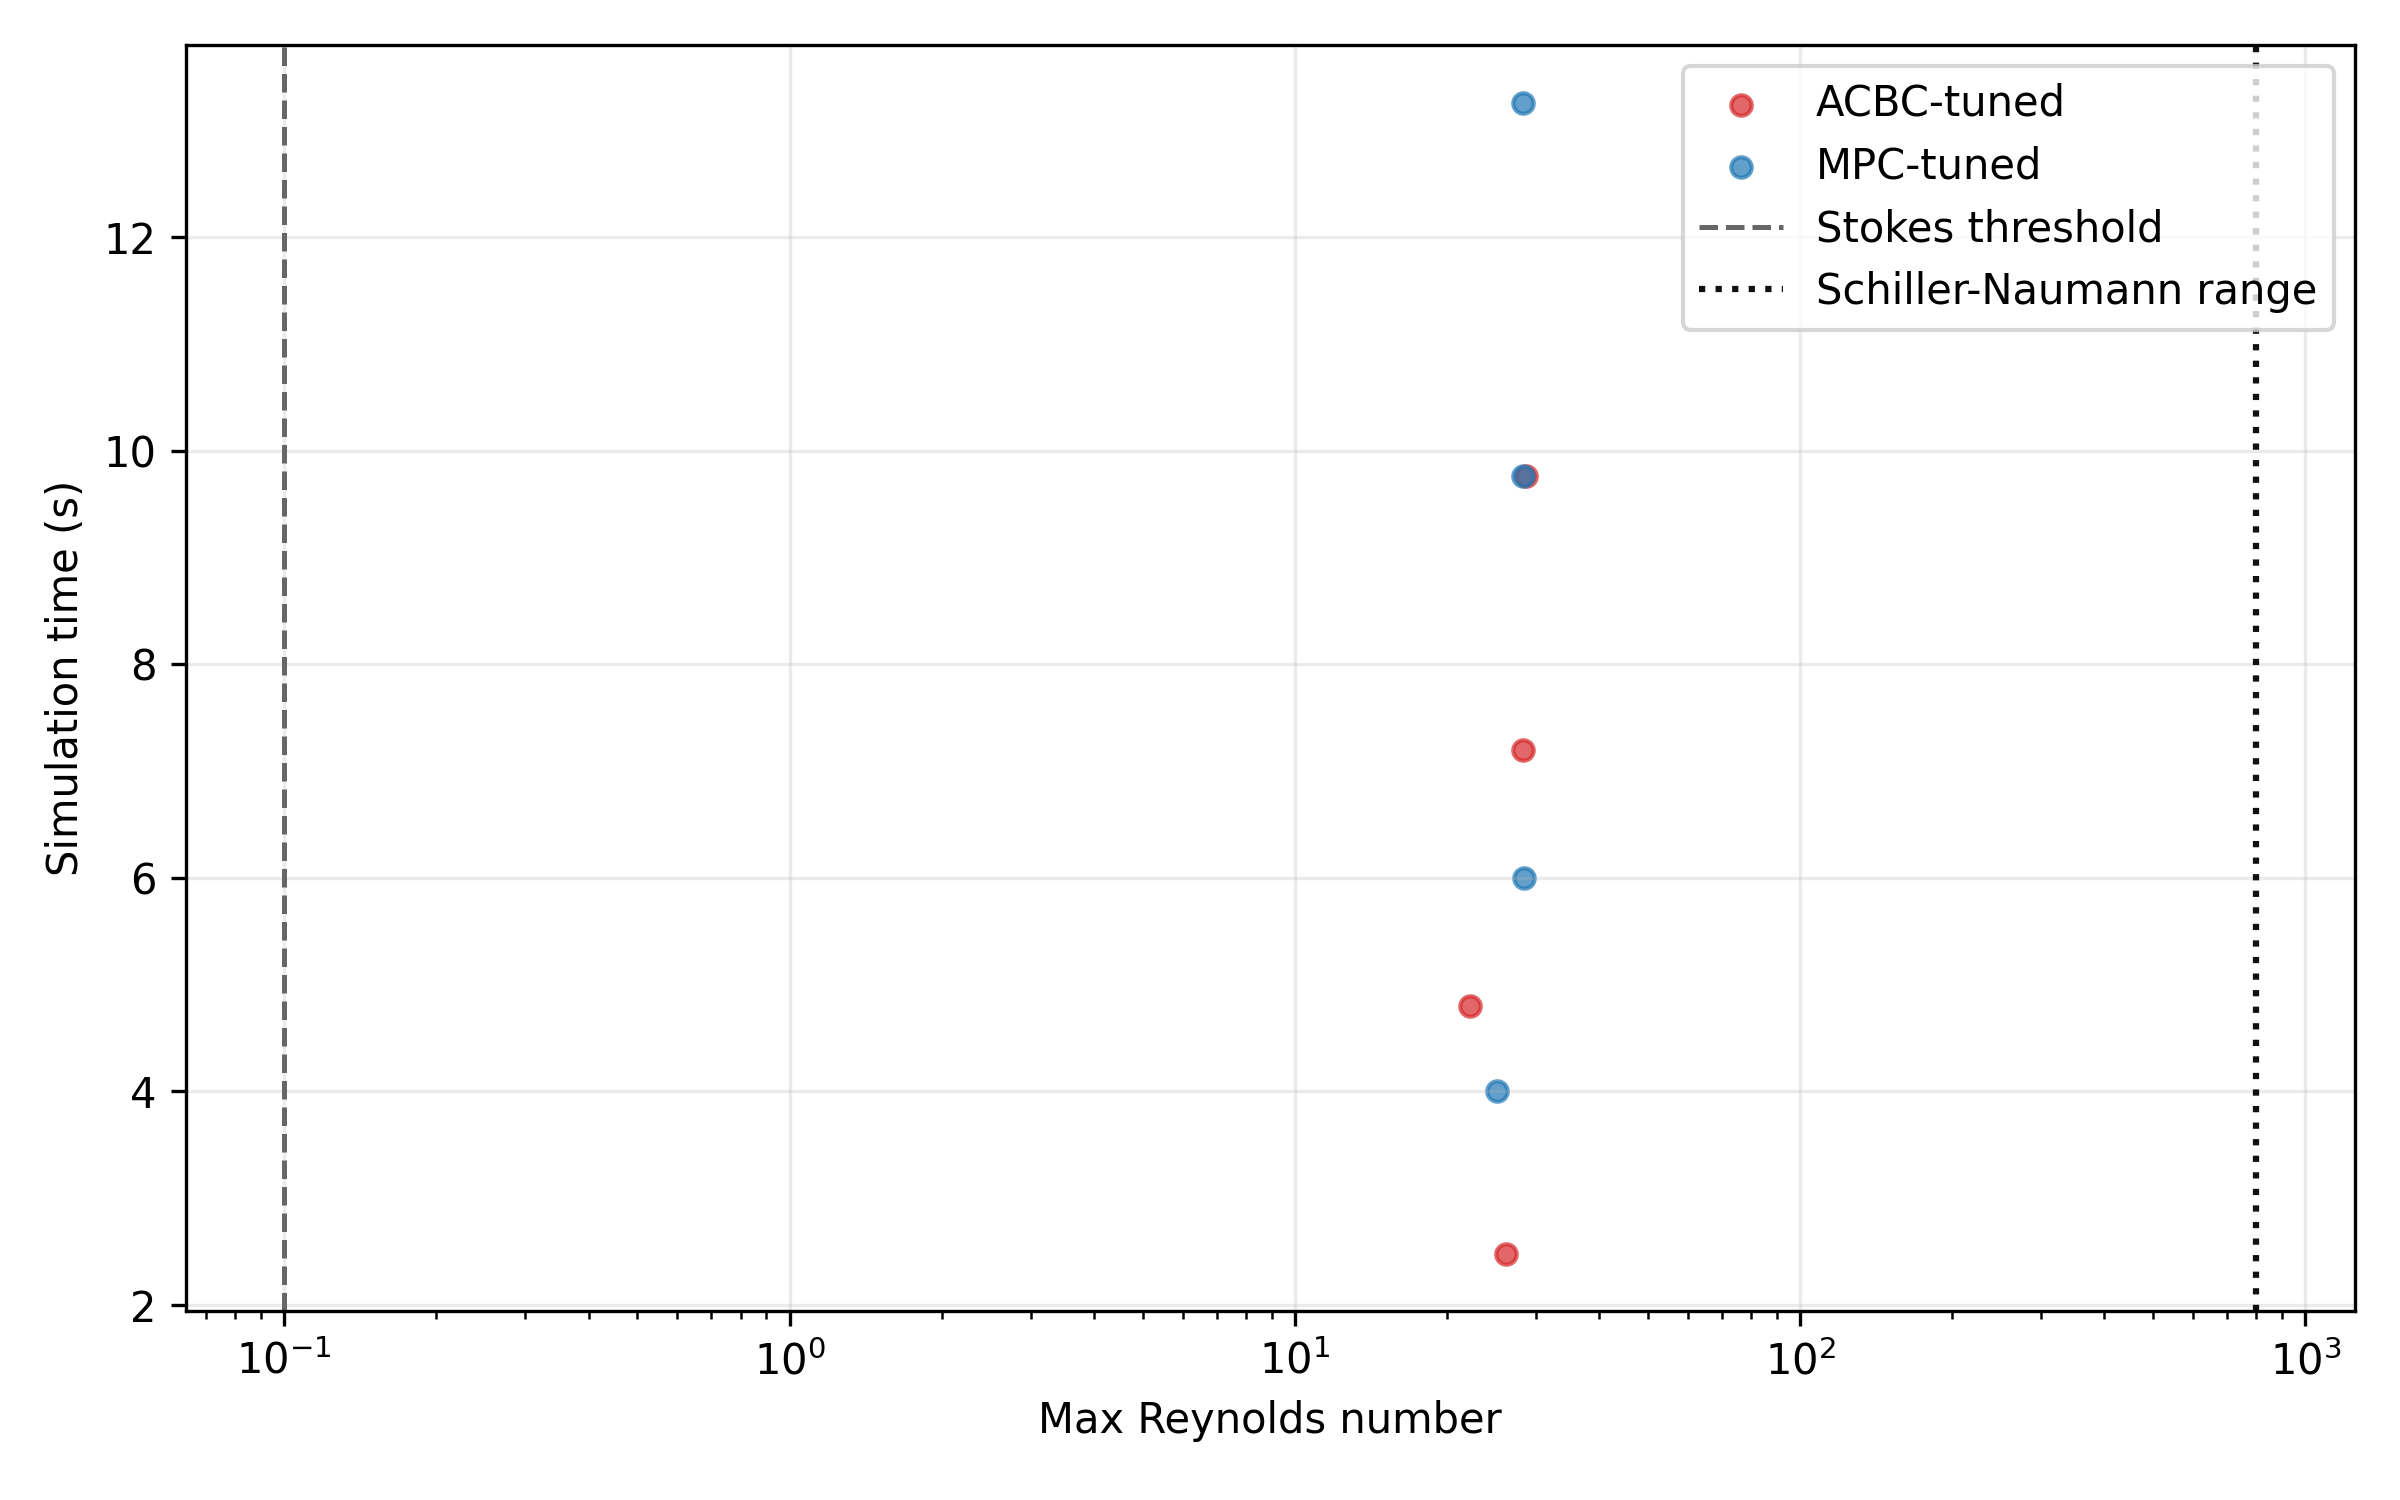 ACBC-tuned
MPC-tuned
Stokes threshold
Schiller-Naumann range
Simulation time (s)
12
10
8
6
4
2
10⁻¹
10⁰
10¹
10²
10³
Max Reynolds number